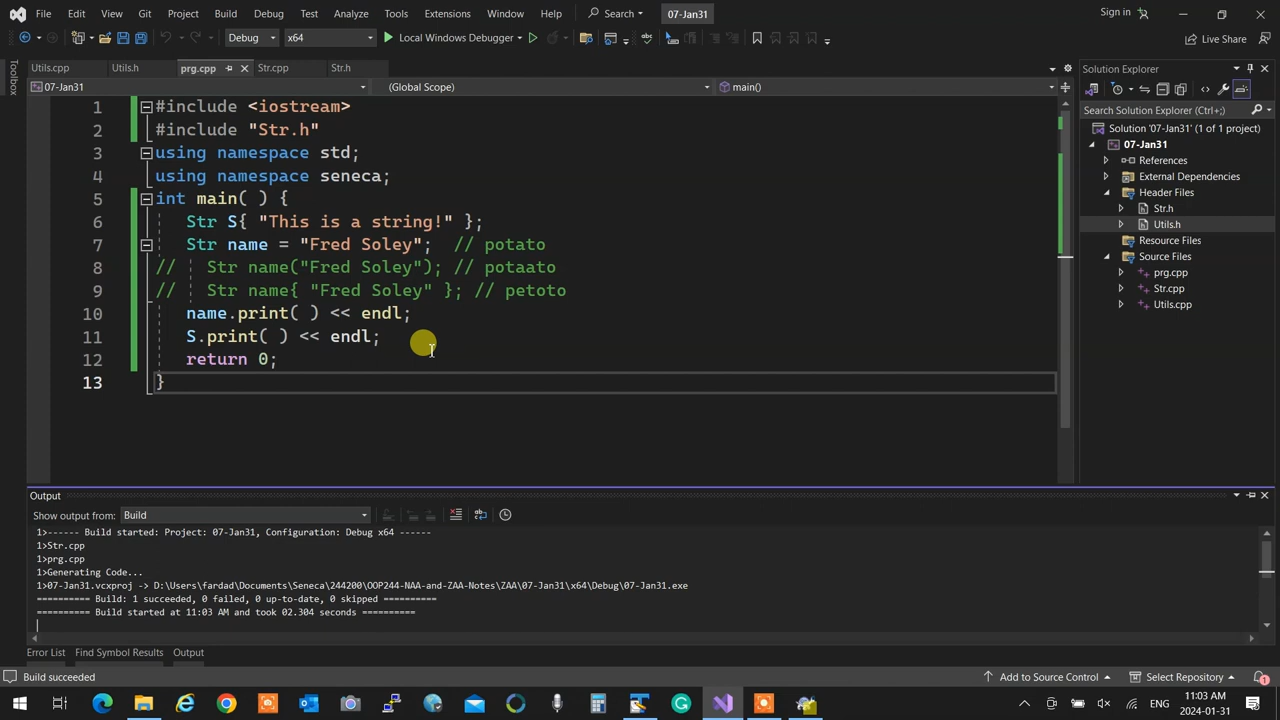 File Edit View Git Project Build Debug Test Analyze Tools Extensions Window Help Search 07-Jan31 Sign in
Debug x64 Local Windows Debugger Live Share
Toolbox
Utils.cpp Utils.h prg.cpp Str.cpp Str.h
07-Jan31 (Global Scope) main()
1 #include <iostream>
2 #include "Str.h"
3 using namespace std;
4 using namespace seneca;
5 int main( ) {
6 Str S{ "This is a string!" };
7 Str name = "Fred Soley"; // potato
8 // Str name("Fred Soley"); // potaato
9 // Str name{ "Fred Soley" }; // petoto
10 name.print( ) << endl;
11 S.print( ) << endl;
12 return 0;
13 }
Solution Explorer
Search Solution Explorer (Ctrl+;)
Solution '07-Jan31' (1 of 1 project)
07-Jan31
References
External Dependencies
Header Files
Str.h
Utils.h
Resource Files
Source Files
prg.cpp
Str.cpp
Utils.cpp
Output
Show output from: Build
1>------ Build started: Project: 07-Jan31, Configuration: Debug x64 ------
1>Str.cpp
1>prg.cpp
1>Generating Code...
1>07-Jan31.vcxproj -> D:\Users\fardad\Documents\Seneca\244200\OOP244-NAA-and-ZAA-Notes\ZAA\07-Jan31\x64\Debug\07-Jan31.exe
========== Build: 1 succeeded, 0 failed, 0 up-to-date, 0 skipped ==========
========== Build started at 11:03 AM and took 02.304 seconds ==========
Error List Find Symbol Results Output
Build succeeded Add to Source Control Select Repository 1
ENG 11:03 AM
2024-01-31